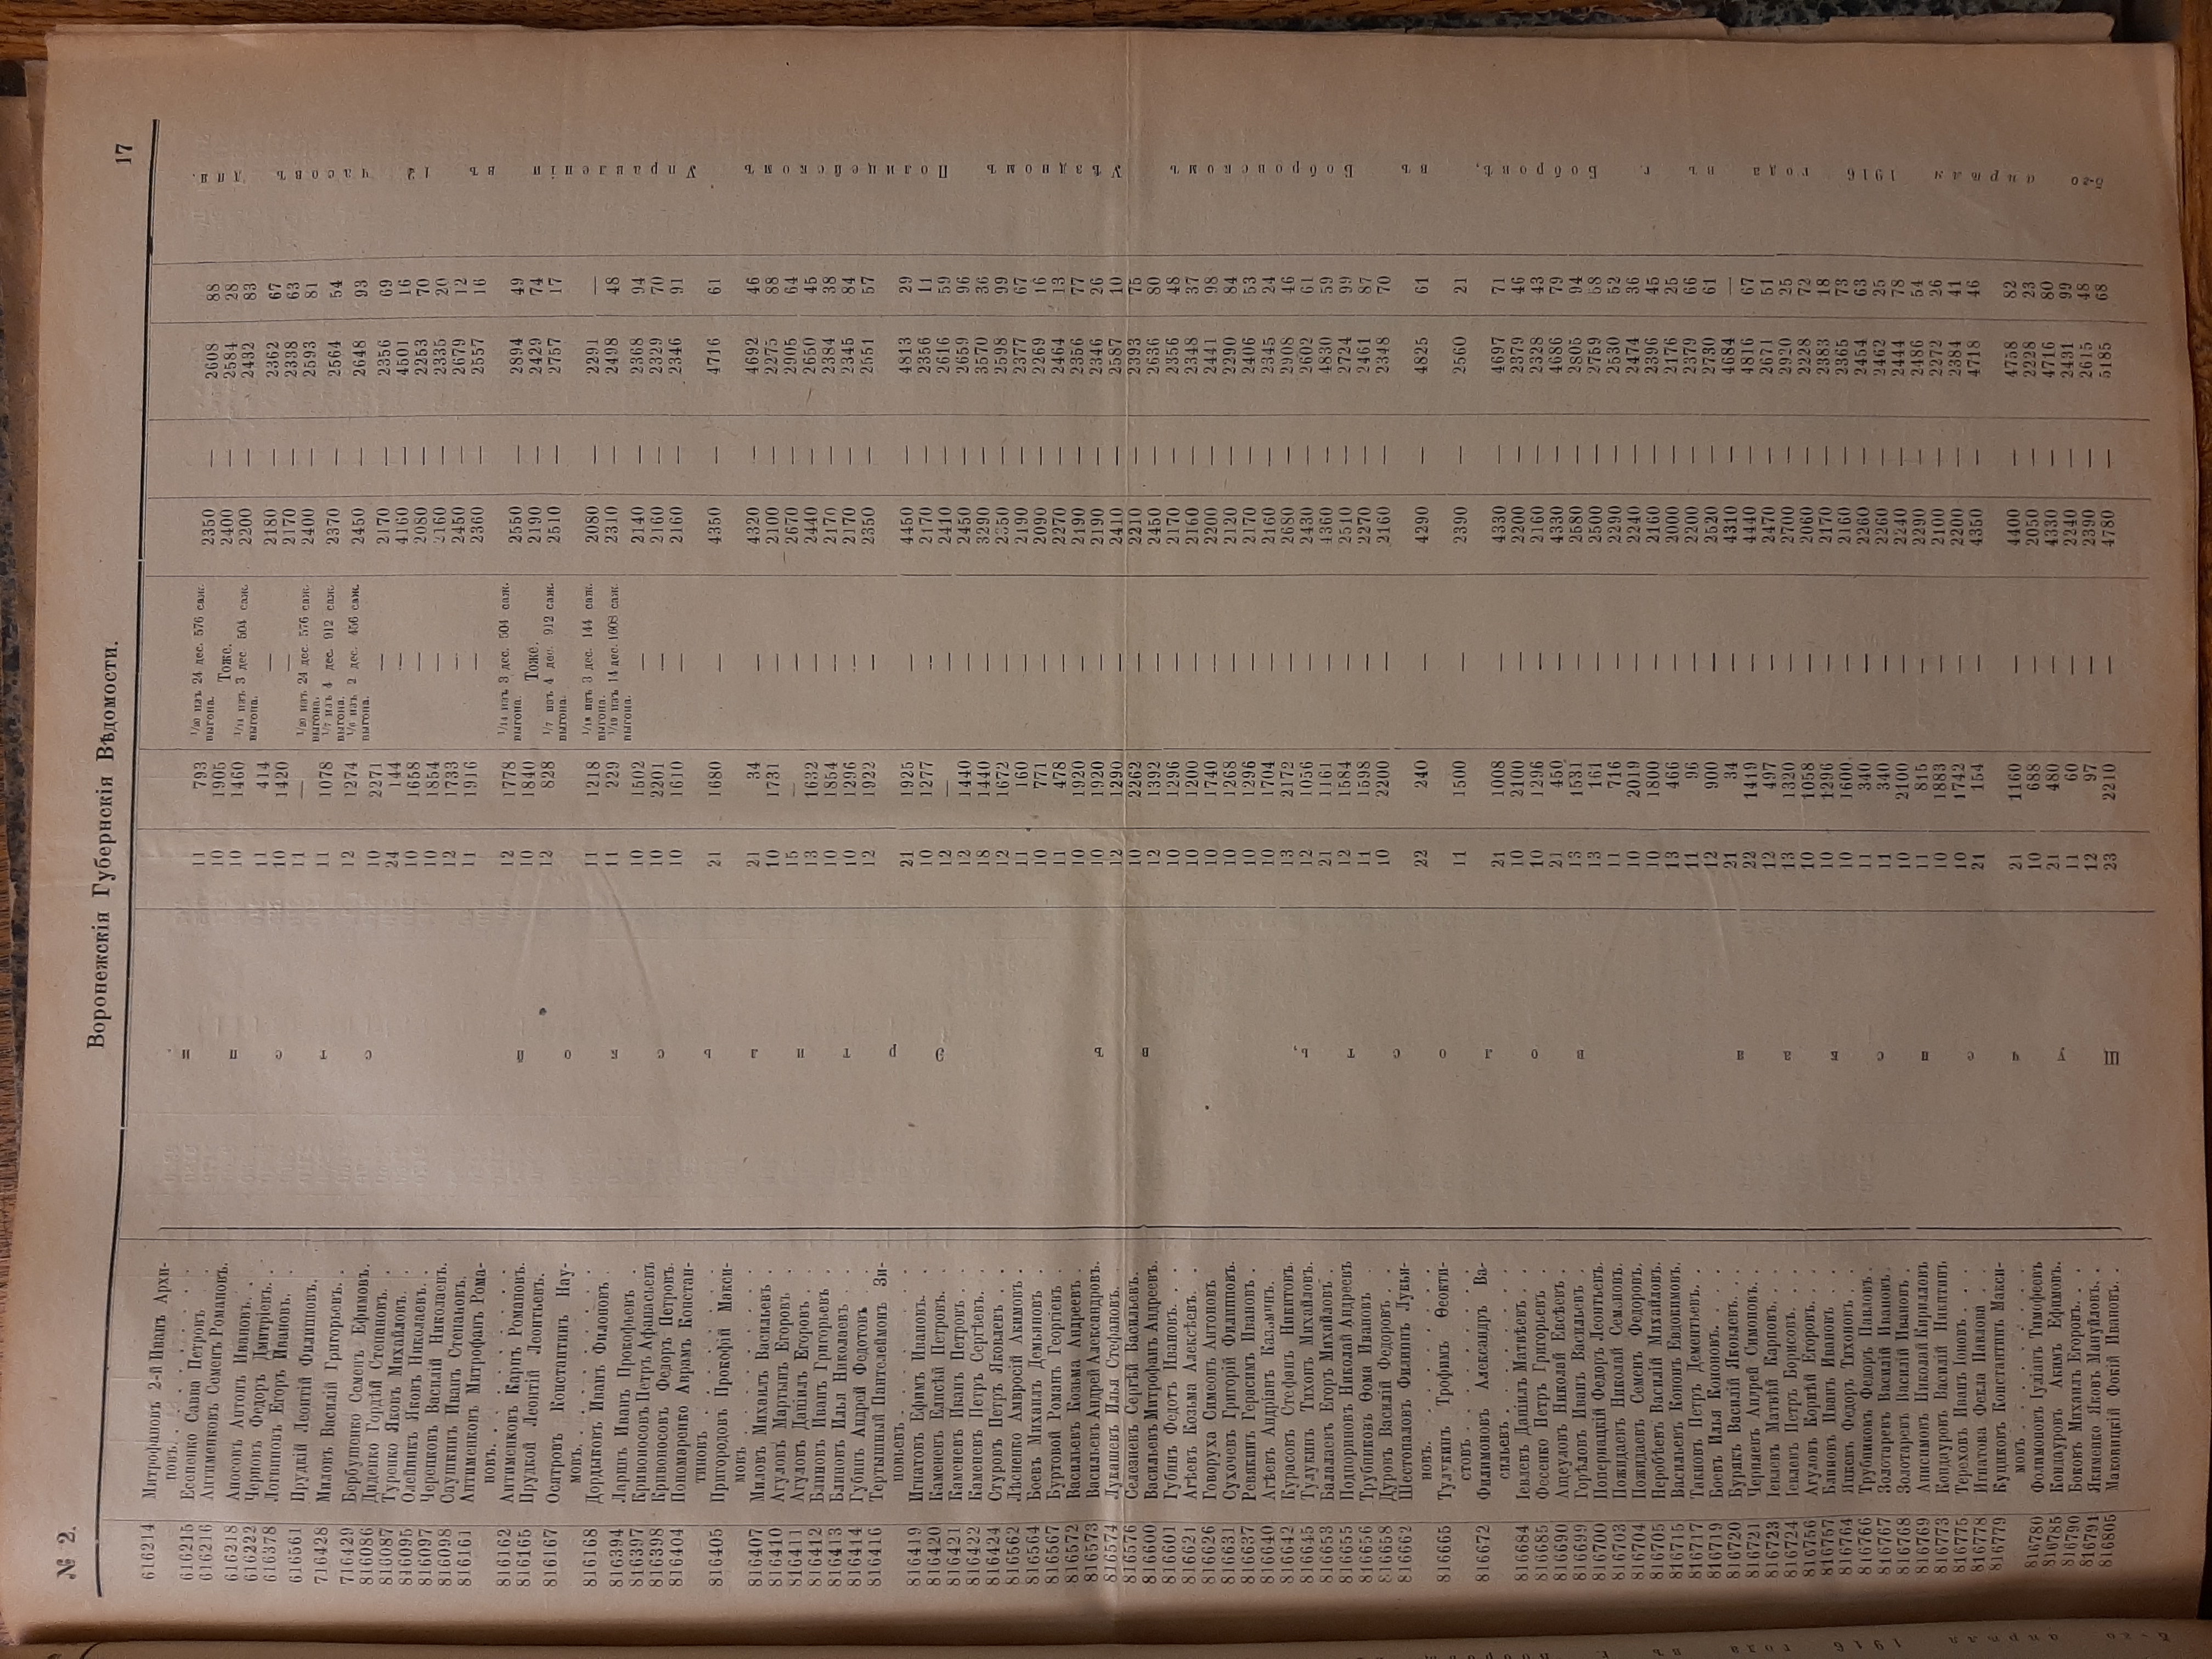 № 2.
Воронежскія Губернскія Вѣдомости.
17
616214 Митрофановъ 2-й Иванъ Архи-
повъ. . . . . . . . . 11 793 1/20 изъ 24 дес. 576 саж. выгона. 2350 — 2608 88
616215 Есепенко Савва Петровъ 10 1905 Тоже. 2400 — 2584 28
616216 Антименковъ Семенъ Романовъ. 10 1460 1/14 изъ 3 дес. 504 саж. выгона. 2200 — 2432 83
616218 Аносовъ Антонъ Ивановъ. . 11 414 — 2180 — 2362 67
616222 Черновъ Федоръ Дмитріевъ. . 10 1420 — 2170 — 2338 63
616378 Логвиновъ Егоръ Ивановъ. . 11 — 1/20 изъ 24 дес. 576 саж. выгона. 2400 — 2593 81
616561 Прудкій Леонтій Филипповъ. 11 1078 1/7 изъ 4 дес. 912 саж. выгона. 2370 — 2564 54
716428 Миловъ Василій Григорьевъ. . 12 1274 1/6 изъ 2 дес. 456 саж. выгона. 2450 — 2648 93
716429 Бербушенко Семенъ Ефимовъ. 10 2271 — 2170 — 2356 69
816086 Диденко Гордѣй Степановъ. . 24 144 — 4160 — 4501 16
816087 Туренко Яковъ Михайловъ. . 10 1658 — 2080 — 2253 70
816095 Олейникъ Яковъ Николаевъ. . 10 1854 — 2160 — 2335 20
816097 Черепковъ Василій Николаевъ. 12 1733 — 2450 — 2679 12
816098 Саушкинъ Иванъ Степановъ. 11 1916 — 2360 — 2557 16
816161 Антименковъ Митрофанъ Рома-
новъ. . . . . . . . . 12 1778 1/14 изъ 3 дес. 504 саж. выгона. 2550 — 2894 49
816162 Антименковъ Карпъ Романовъ. 10 1840 Тоже. 2190 — 2429 74
816165 Прудкой Леонтій Леонтьевъ. 12 828 1/7 изъ 4 дес. 912 саж. выгона. 2510 — 2757 17
816167 Осятровъ Константинъ Нау-
мовъ. . . . . . . . . 11 1218 1/18 изъ 3 дес. 144 саж. выгона. 2080 — 2291 —
816168 Дордыковъ Иванъ Филоновъ . 11 229 1/19 изъ 14 дес. 1608 саж. выгона. 2310 — 2498 48
816394 Ларинъ Иванъ Прокофьевъ . 10 1502 — 2140 — 2368 94
816397 Кривоносовъ Петръ Афанасьевъ 10 2201 — 2160 — 2329 70
816398 Кривоносовъ Федоръ Петровъ. 10 1610 — 2160 — 2346 91
816404 Пономаренко Аврамъ Констан-
тиновъ . . . . . . . . 21 1680 — 4350 — 4716 61
816405 Пригородовъ Прокофій Макси-
мовъ . . . . . . . . . 21 34 — 4320 — 4692 46
816407 Миловъ Михаилъ Васильевъ . 10 1731 — 2100 — 2275 88
816410 Агуловъ Мартынъ Егоровъ . 15 — — 2670 — 2905 64
816411 Агуловъ Даніилъ Егоровъ . . 13 1632 — 2440 — 2650 45
816412 Блиновъ Иванъ Григорьевъ . 10 1854 — 2170 — 2384 38
816413 Блиновъ Илья Николаевъ . . 10 1296 — 2170 — 2345 84
816414 Губинъ Андрей Федотовъ . . 12 1922 — 2350 — 2551 57
816416 Тертышный Пантелеймонъ Зи-
новьевъ . . . . . . . 21 1925 — 4450 — 4813 29
816419 Игнатовъ Ефимъ Ивановъ. . 10 1277 — 2170 — 2356 11
816420 Каменевъ Елисѣй Петровъ. . 12 — — 2410 — 2616 59
816421 Каменевъ Иванъ Петровъ . . 12 1440 — 2450 — 2659 96
816422 Каменевъ Петръ Сергѣевъ. . 18 1440 — 3290 — 3570 36
816424 Стуровъ Петръ Яковлевъ . . 12 1672 — 2350 — 2598 99
816562 Лѣсненко Амвросій Акимовъ . 11 160 — 2190 — 2377 67
816564 Боевъ Михаилъ Демьяновъ . 10 771 — 2090 — 2269 16
816567 Буртовой Романъ Георгіевъ . 11 478 — 2270 — 2464 13
816572 Васильевъ Козьма Андреевъ . 10 1920 — 2190 — 2356 77
816573 Васильевъ Андрей Александровъ. 10 1920 — 2190 — 2346 26
816574 Лукашевъ Илья Стефановъ. . 12 1290 — 2410 — 2587 10
816576 Селезневъ Сергѣй Васильевъ. 10 2262 — 2210 — 2393 75
816600 Васильевъ Митрофанъ Андреевъ. 12 1392 — 2450 — 2636 80
816601 Губинъ Федотъ Ивановъ. . . 10 1296 — 2170 — 2356 48
816621 Агѣевъ Козьма Алексѣевъ. . 10 1200 — 2160 — 2348 37
816626 Говоруха Симеонъ Антоновъ 10 1740 — 2200 — 2441 98
816631 Сухочевъ Григорій Филипповъ. 10 1268 — 2120 — 2290 84
816637 Ревякинъ Герасимъ Ивановъ . 10 1296 — 2170 — 2406 53
816640 Агѣевъ Андріанъ Казьминъ. 10 1704 — 2160 — 2345 24
816642 Курасовъ Стефанъ Никитовъ. 13 2172 — 2680 — 2908 46
816645 Тулукинъ Тихонъ Михайловъ. 12 1056 — 2430 — 2602 61
816653 Балалаевъ Егоръ Михайловъ . 21 1161 — 4360 — 4830 59
816655 Подпориновъ Николай Андреевъ 12 1584 — 2510 — 2724 99
816656 Трубниковъ Ѳома Ивановъ . 11 1598 — 2270 — 2461 87
816658 Дуровъ Василій Федоровъ . . 10 2200 — 2160 — 2348 70
816662 Шестопаловъ Филиппъ Лукья-
новъ. . . . . . . . . 22 240 — 4290 — 4825 61
816665 Тулукинъ Трофимъ Ѳеокти-
стовъ . . . . . . . . . 11 1500 — 2390 — 2560 21
816672 Филимоновъ Александръ Ва-
сильевъ . . . . . . . . 21 1008 — 4330 — 4697 71
816684 Іевлевъ Даніилъ Матвѣевъ . . 10 2100 — 2200 — 2379 46
816685 Фесенко Петръ Григорьевъ . 10 1296 — 2160 — 2328 43
816690 Ащеуловъ Николай Евсѣевъ . 21 450 — 4330 — 4686 79
816699 Горѣловъ Иванъ Васильевъ . 13 1531 — 2580 — 2805 94
816700 Попернацкій Федоръ Леонтьевъ. 13 161 — 2500 — 2759 58
816703 Пожидаевъ Николай Семеновъ. 11 716 — 2290 — 2530 52
816704 Пожидаевъ Семенъ Федоровъ. 10 2019 — 2240 — 2474 36
816705 Неробѣевъ Василій Михайловъ. 10 1800 — 2160 — 2396 45
816715 Васильевъ Кононъ Евдокимовъ. 13 466 — 2000 — 2176 25
816717 Такновъ Петръ Дементьевъ. . 11 96 — 2200 — 2379 66
816719 Боевъ Илья Кононовъ. . . . 12 900 — 2520 — 2730 61
816720 Бурякъ Василій Яковлевъ. . . 21 34 — 4310 — 4684 —
816721 Черняевъ Андрей Симоновъ. . 22 1419 — 4440 — 4816 67
816723 Іевлевъ Матвѣй Карповъ. . . 12 497 — 2470 — 2671 51
816724 Іевлевъ Петръ Борисовъ. . . 13 1320 — 2700 — 2920 25
816756 Агуловъ Корнѣй Егоровъ. . . 10 1058 — 2060 — 2228 72
816757 Блиновъ Иванъ Ивановъ . . 10 1296 — 2170 — 2383 18
816764 Яцкевъ Федоръ Тихоновъ . . 10 1600 — 2160 — 2365 73
816766 Трубниковъ Федоръ Павловъ . 11 340 — 2260 — 2454 63
816767 Золотаревъ Василій Ивановъ. 11 340 — 2260 — 2462 25
816768 Золотаревъ Василій Ивановъ . 10 2100 — 2240 — 2444 78
816769 Анисимовъ Николай Кирилловъ 11 815 — 2290 — 2486 54
816773 Кондауровъ Василій Никитинъ 10 1883 — 2100 — 2272 26
816775 Тереховъ Иванъ Іоновъ . . . 10 1742 — 2200 — 2384 41
816778 Игнатова Фекла Павлова . . 21 154 — 4350 — 4718 46
816779 Куциковъ Константинъ Макси-
мовъ . . . . . . . . . 21 1160 — 4400 — 4758 82
816780 Фолимоновъ Іуліанъ Тимофеевъ 10 688 — 2050 — 2228 23
816785 Кондауровъ Акимъ Ефимовъ. 21 480 — 4330 — 4716 80
816790 Боковъ Михаилъ Егоровъ. . . 11 60 — 2240 — 2431 99
816791 Якименко Яковъ Мануйловъ. . 12 97 — 2390 — 2615 48
816805 Маковицкій Фокій Ивановъ. . 23 2210 — 4780 — 5185 68
Щучьевская волость, въ Эртильской степи.
5-го апрѣля 1916 года въ г. Бобровѣ, въ Бобровскомъ Уѣздномъ Полицейскомъ Управленіи въ 12 часовъ дня.